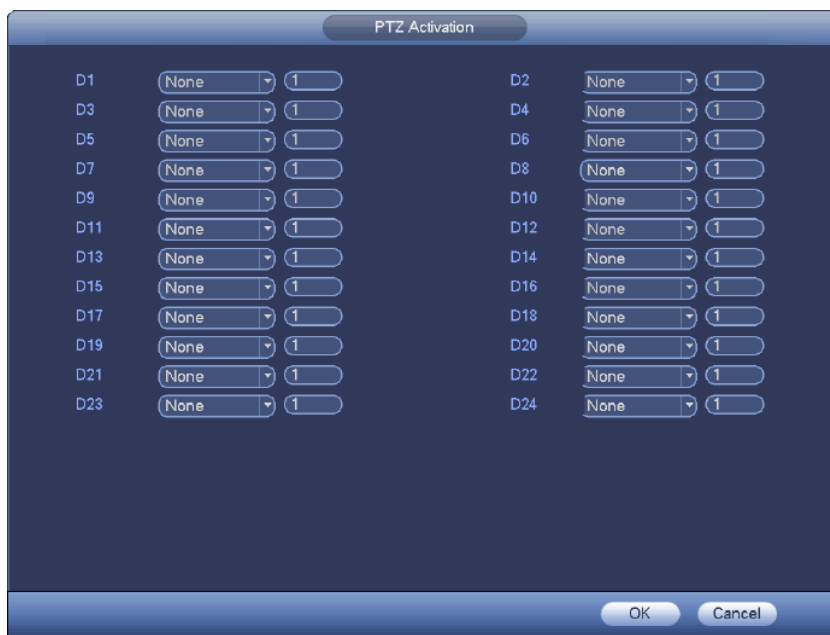 PTZ Activation
D1 None 1 D2 None 1
D3 None 1 D4 None 1
D5 None 1 D6 None 1
D7 None 1 D8 None 1
D9 None 1 D10 None 1
D11 None 1 D12 None 1
D13 None 1 D14 None 1
D15 None 1 D16 None 1
D17 None 1 D18 None 1
D19 None 1 D20 None 1
D21 None 1 D22 None 1
D23 None 1 D24 None 1
OK Cancel